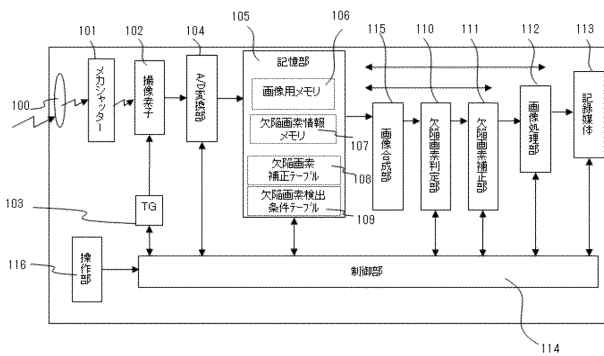 106
101
102
104
105
115
110
111
112
113
記憶部
画像用メモリ
欠陥画素情報
メモリ
107
欠陥画素
補正テーブル
108
欠陥画素検出
条件テーブル
109
100
メカシャッター
撮像素子
A/D変換部
画像合成部
欠陥画素判定部
欠陥画素補正部
画像処理部
記録媒体
103
TG
116
操作部
制御部
114